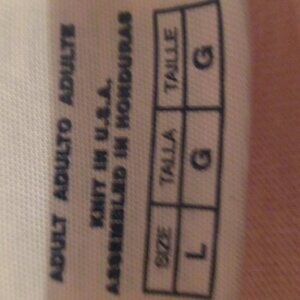 ADULT ADULTO ADULTE
KNIT IN U.S.A.
ASSEMBLED IN HONDURAS
SIZE TALLA TAILLE
L G G